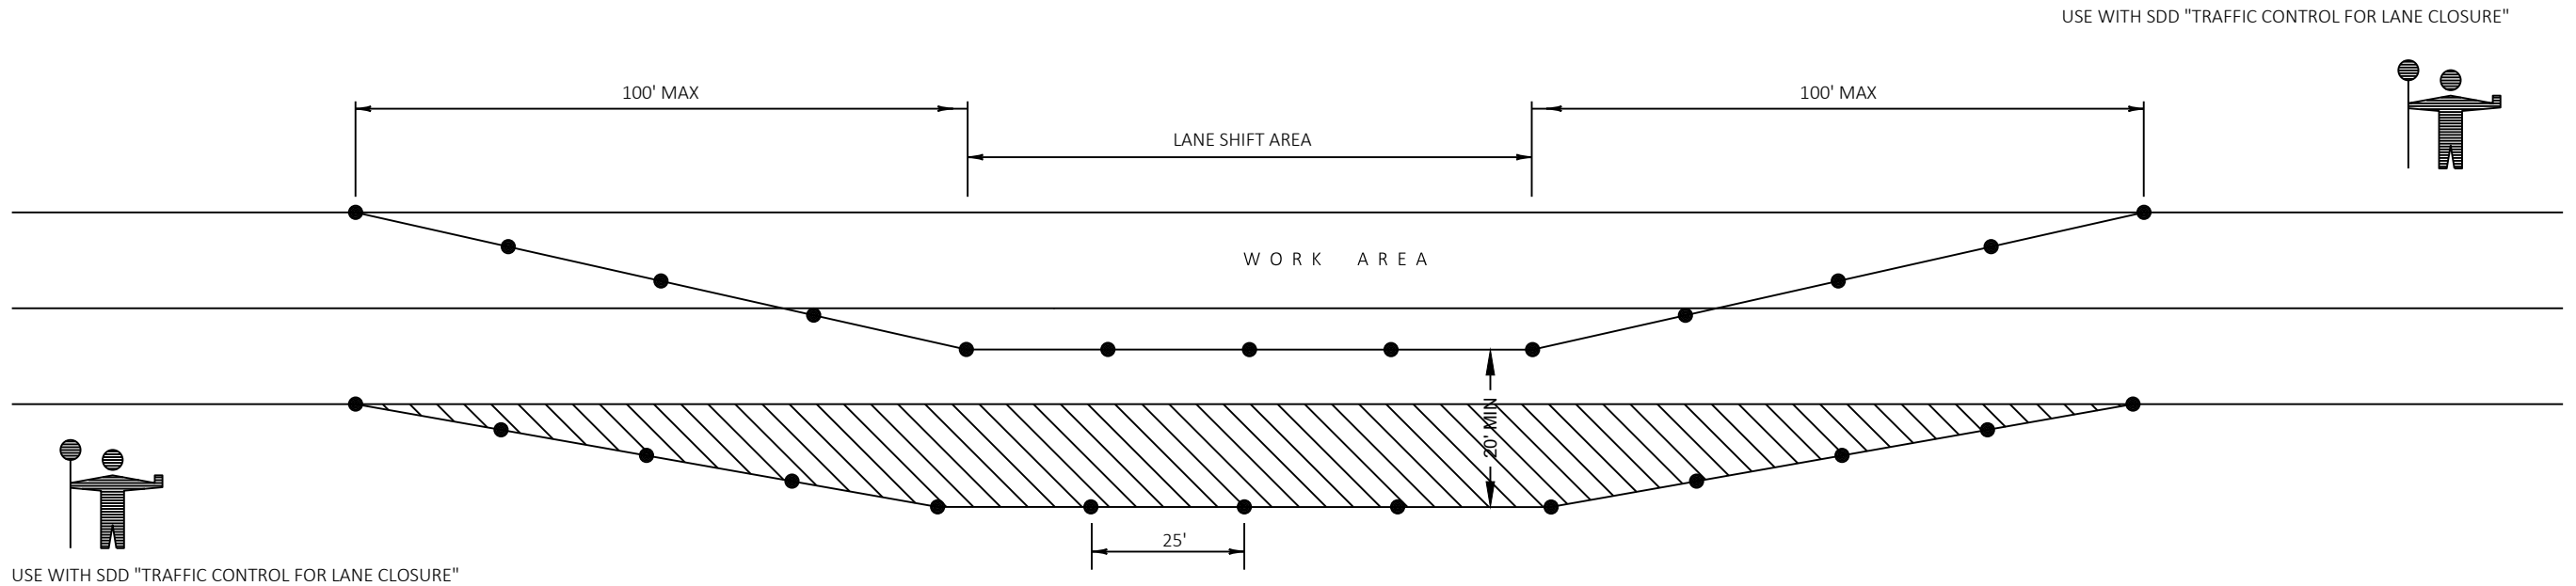 USE WITH SDD "TRAFFIC CONTROL FOR LANE CLOSURE"
100' MAX
100' MAX
LANE SHIFT AREA
WORK AREA
20' MIN
25'
USE WITH SDD "TRAFFIC CONTROL FOR LANE CLOSURE"